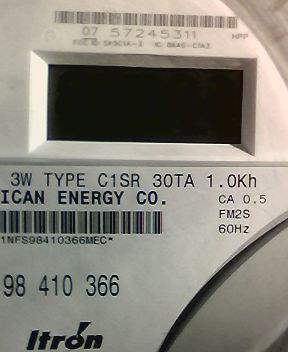 07 57245311
HPP
3W TYPE C1SR 30TA 1.0Kh
ICAN ENERGY CO.
CA 0.5
FM2S
60Hz
1NFS98410366MEC*
98 410 366
Itron